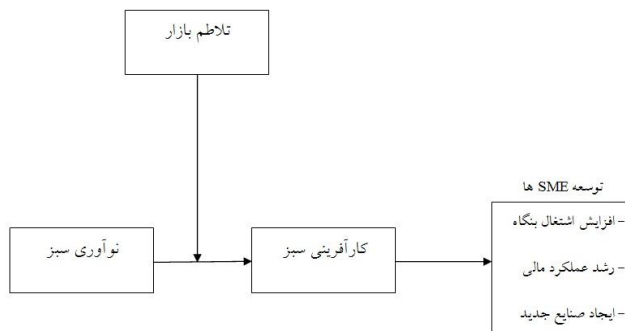 تلاطم بازار
توسعه SME ها
نوآوری سبز
کارآفرینی سبز
- افزایش اشتغال بنگاه
- رشد عملکرد مالی
- ایجاد صنایع جدید